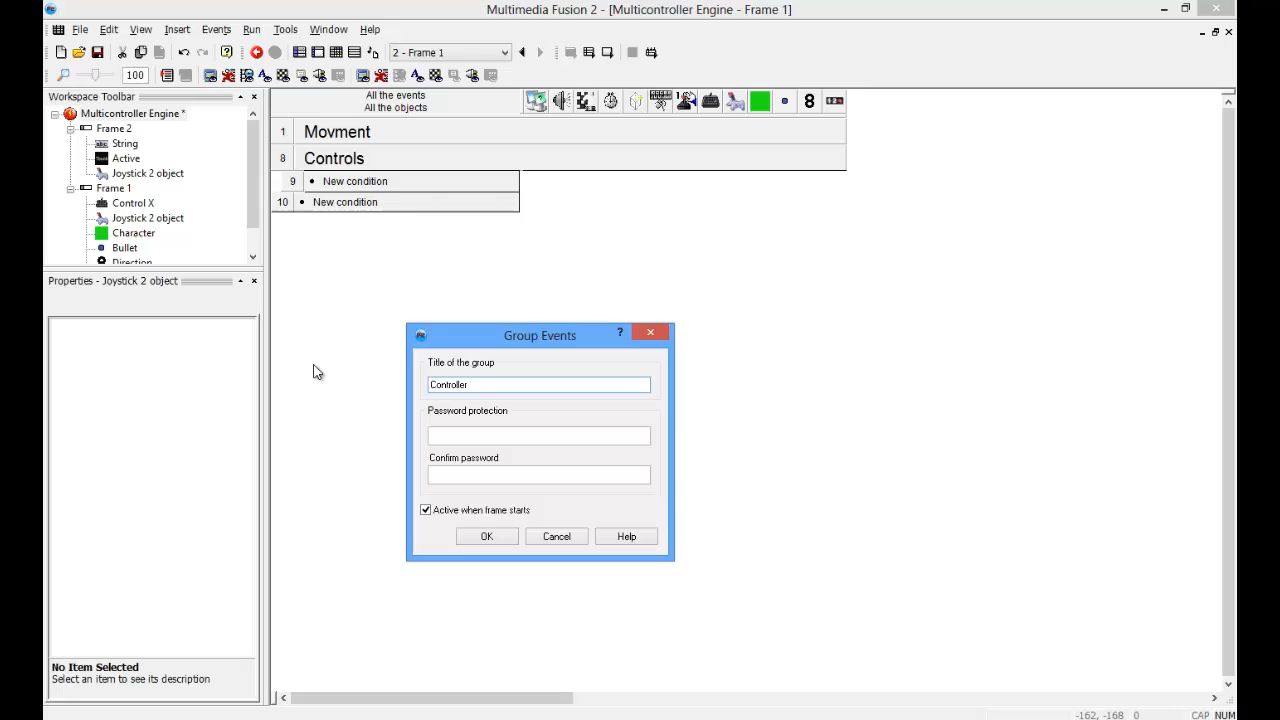 Multimedia Fusion 2 - [Multicontroller Engine - Frame 1]
File Edit View Insert Events Run Tools Window Help
2 - Frame 1
100
Workspace Toolbar
Multicontroller Engine *
Frame 2
String
Active
Joystick 2 object
Frame 1
Control X
Joystick 2 object
Character
Bullet
Direction
Properties - Joystick 2 object
No Item Selected
Select an item to see its description
All the events
All the objects
8
1 Movment
8 Controls
9 • New condition
10 • New condition
Group Events
?
Title of the group
Controller
Password protection
Confirm password
Active when frame starts
OK Cancel Help
-162, -168 0 CAP NUM